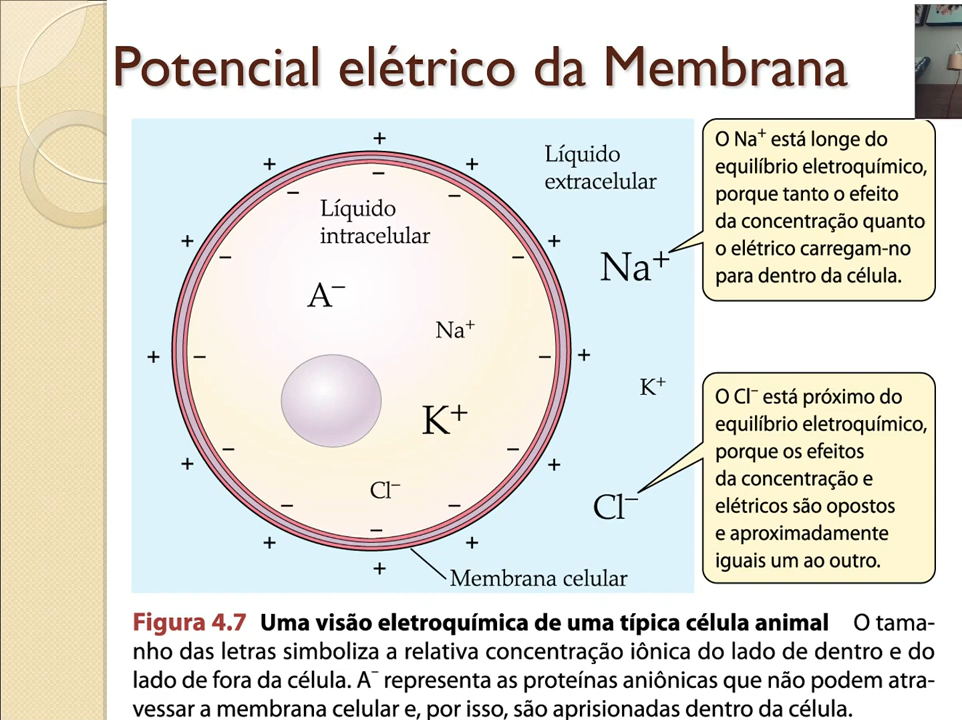 Potencial elétrico da Membrana
+
+
+
−
−
−
Líquido
extracelular
Líquido
intracelular
+
+
−
−
A⁻
Na⁺
Na⁺
+
−
−
+
K⁺
K⁺
−
−
+
+
Cl⁻
Cl⁻
−
−
−
+
+
+
Membrana celular
O Na⁺ está longe do
equilíbrio eletroquímico,
porque tanto o efeito
da concentração quanto
o elétrico carregam-no
para dentro da célula.
O Cl⁻ está próximo do
equilíbrio eletroquímico,
porque os efeitos
da concentração e
elétricos são opostos
e aproximadamente
iguais um ao outro.
Figura 4.7 Uma visão eletroquímica de uma típica célula animal O tama-
nho das letras simboliza a relativa concentração iônica do lado de dentro e do
lado de fora da célula. A⁻ representa as proteínas aniônicas que não podem atra-
vessar a membrana celular e, por isso, são aprisionadas dentro da célula.